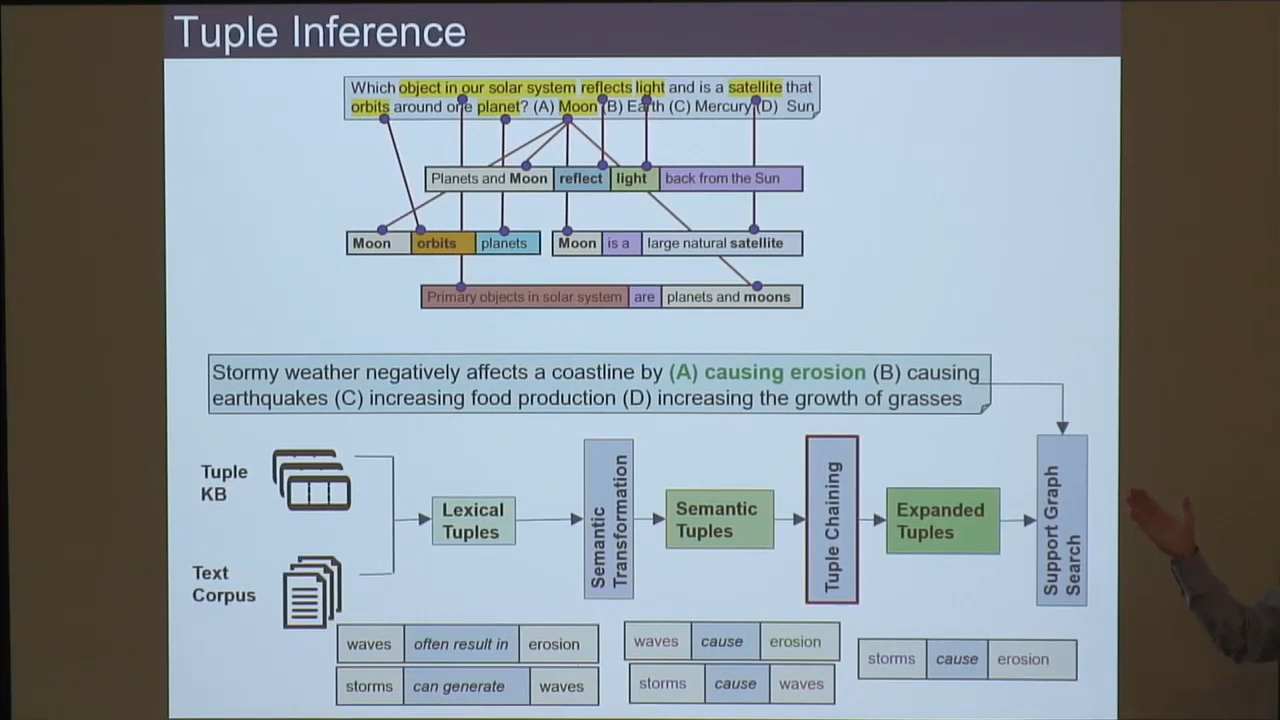 Tuple Inference
Which object in our solar system reflects light and is a satellite that
orbits around one planet? (A) Moon (B) Earth (C) Mercury (D) Sun
Planets and Moon reflect light back from the Sun
Moon orbits planets
Moon is a large natural satellite
Primary objects in solar system are planets and moons
Stormy weather negatively affects a coastline by (A) causing erosion (B) causing
earthquakes (C) increasing food production (D) increasing the growth of grasses
Tuple
KB
Text
Corpus
Lexical
Tuples
Semantic
Transformation
Semantic
Tuples
Tuple Chaining
Expanded
Tuples
Support Graph
Search
waves often result in erosion
storms can generate waves
waves cause erosion
storms cause waves
storms cause erosion